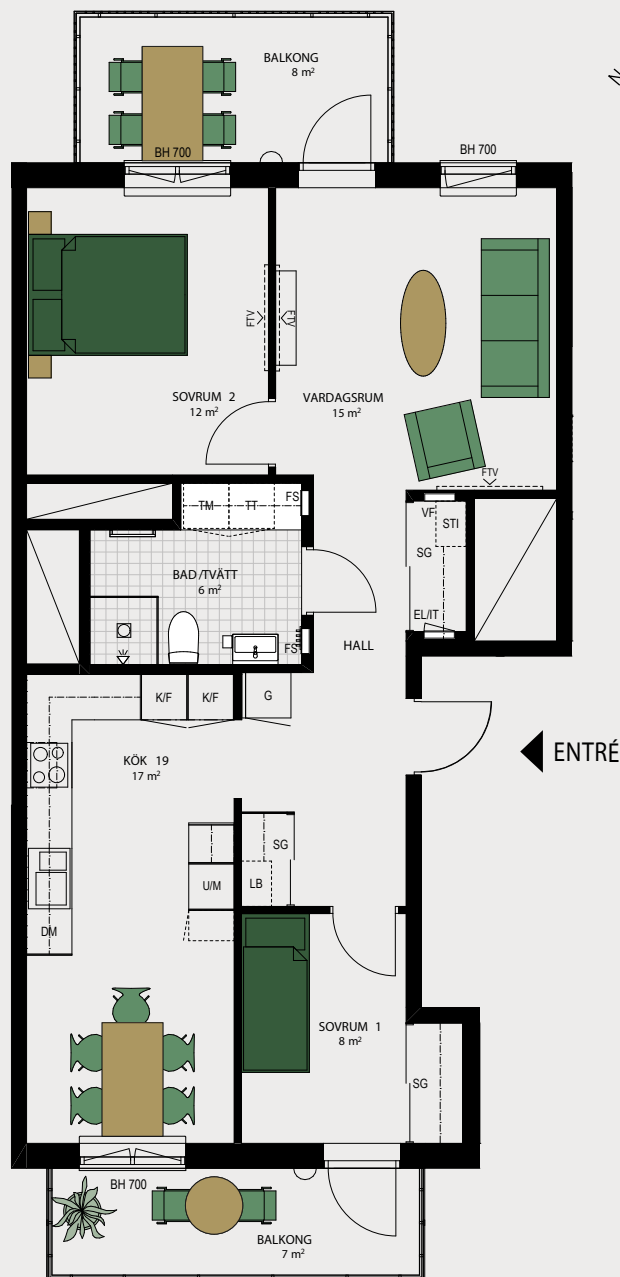 BALKONG
8 m²
N
BH 700
BH 700
FTV
FTV
SOVRUM 2
12 m²
VARDAGSRUM
15 m²
FTV
TM
TT
FS
VF
STI
SG
BAD/TVÄTT
6 m²
EL/IT
FS
HALL
K/F
K/F
G
KÖK 19
17 m²
ENTRÉ
SG
U/M
LB
DM
SOVRUM 1
8 m²
SG
BH 700
BALKONG
7 m²